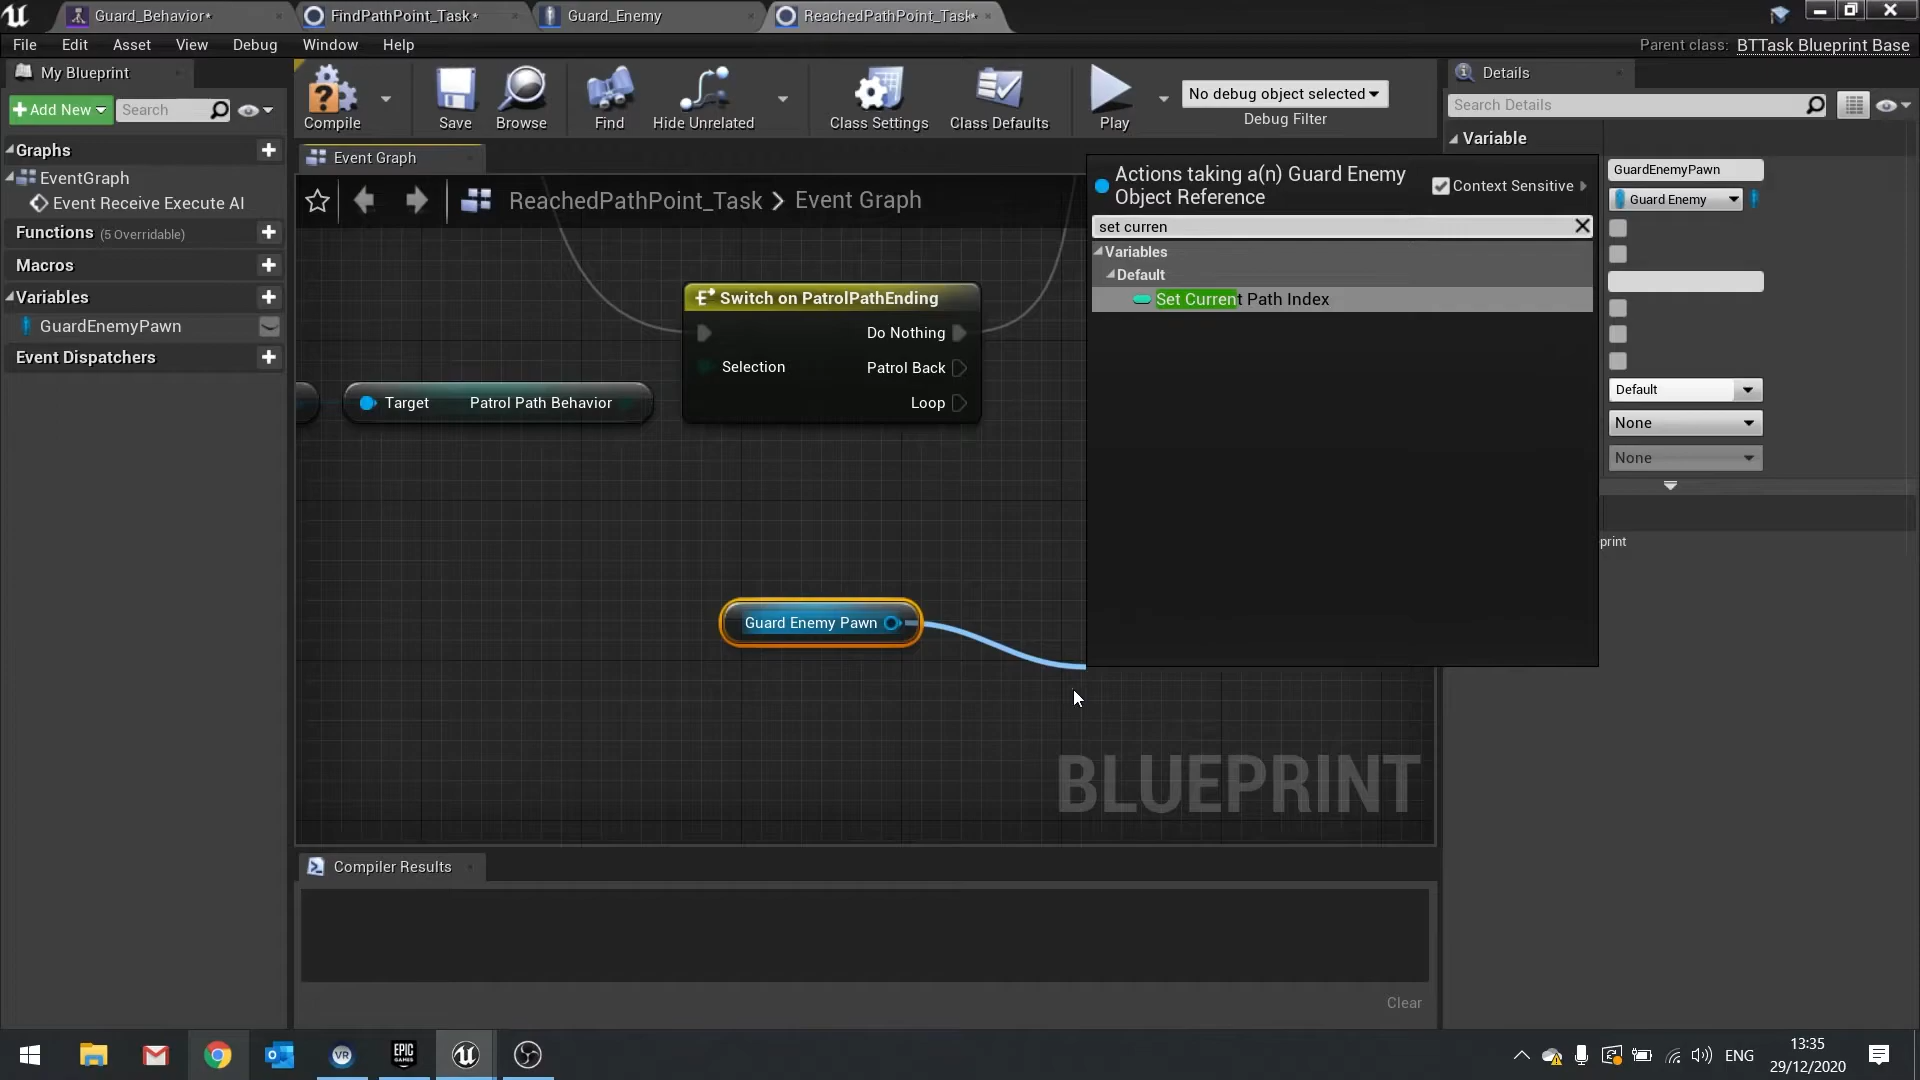 Guard_Behavior*
FindPathPoint_Task*
Guard_Enemy
ReachedPathPoint_Task*
File Edit Asset View Debug Window Help
Parent class: BTTask Blueprint Base
My Blueprint
Add New
Search
Compile
Save
Browse
Find
Hide Unrelated
Class Settings
Class Defaults
Play
No debug object selected
Debug Filter
Details
Search Details
Graphs
EventGraph
Event Receive Execute AI
Functions (5 Overridable)
Macros
Variables
GuardEnemyPawn
Event Dispatchers
Event Graph
ReachedPathPoint_Task > Event Graph
Switch on PatrolPathEnding
Do Nothing
Selection
Patrol Back
Loop
Target
Patrol Path Behavior
Guard Enemy Pawn
BLUEPRINT
Actions taking a(n) Guard Enemy
Object Reference
Context Sensitive
set curren
Variables
Default
Set Current Path Index
Variable
GuardEnemyPawn
Guard Enemy
Default
None
None
print
Compiler Results
Clear
VR
EPIC
GAMES
ENG
13:35
29/12/2020